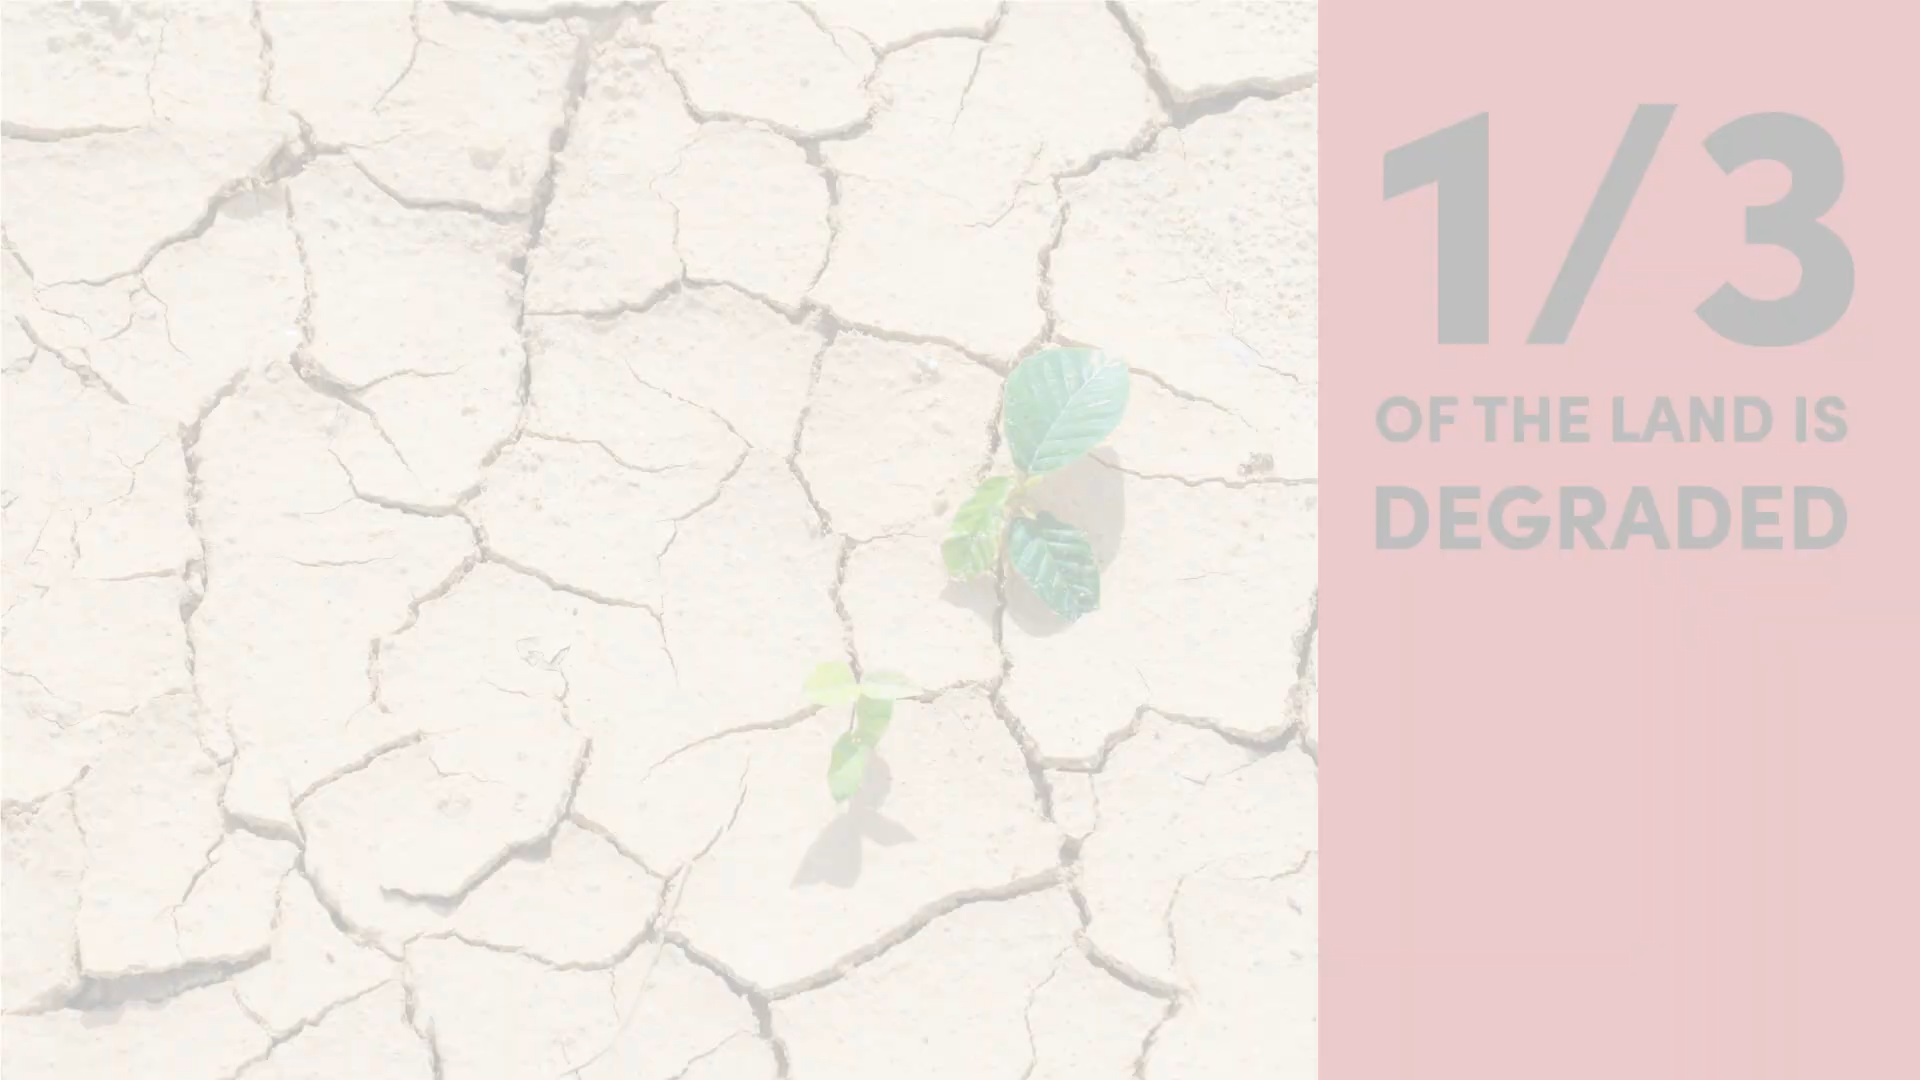 1/3
OF THE LAND IS
DEGRADED